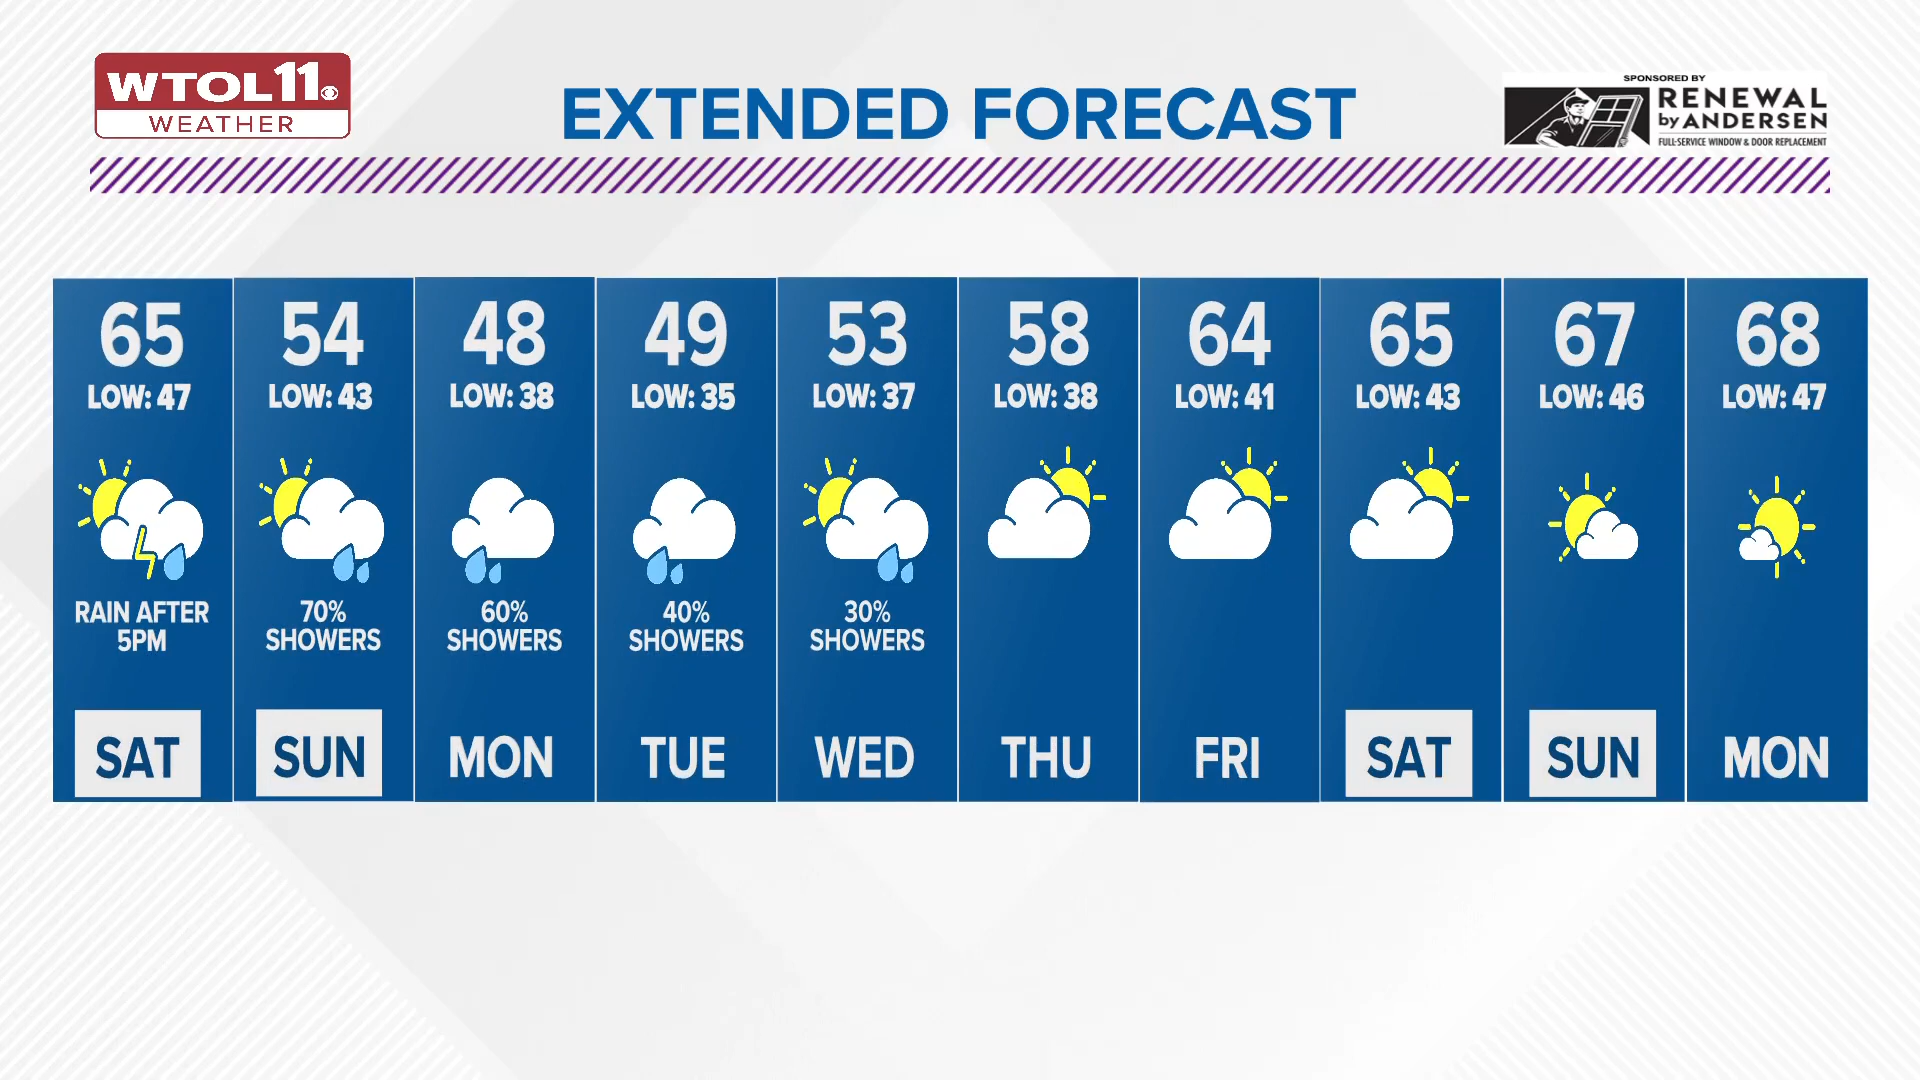 WTOL 11
WEATHER
EXTENDED FORECAST
SPONSORED BY
RENEWAL
by ANDERSEN
FULL-SERVICE WINDOW & DOOR REPLACEMENT
65
LOW: 47
RAIN AFTER
5PM
SAT
54
LOW: 43
70%
SHOWERS
SUN
48
LOW: 38
60%
SHOWERS
MON
49
LOW: 35
40%
SHOWERS
TUE
53
LOW: 37
30%
SHOWERS
WED
58
LOW: 38
THU
64
LOW: 41
FRI
65
LOW: 43
SAT
67
LOW: 46
SUN
68
LOW: 47
MON